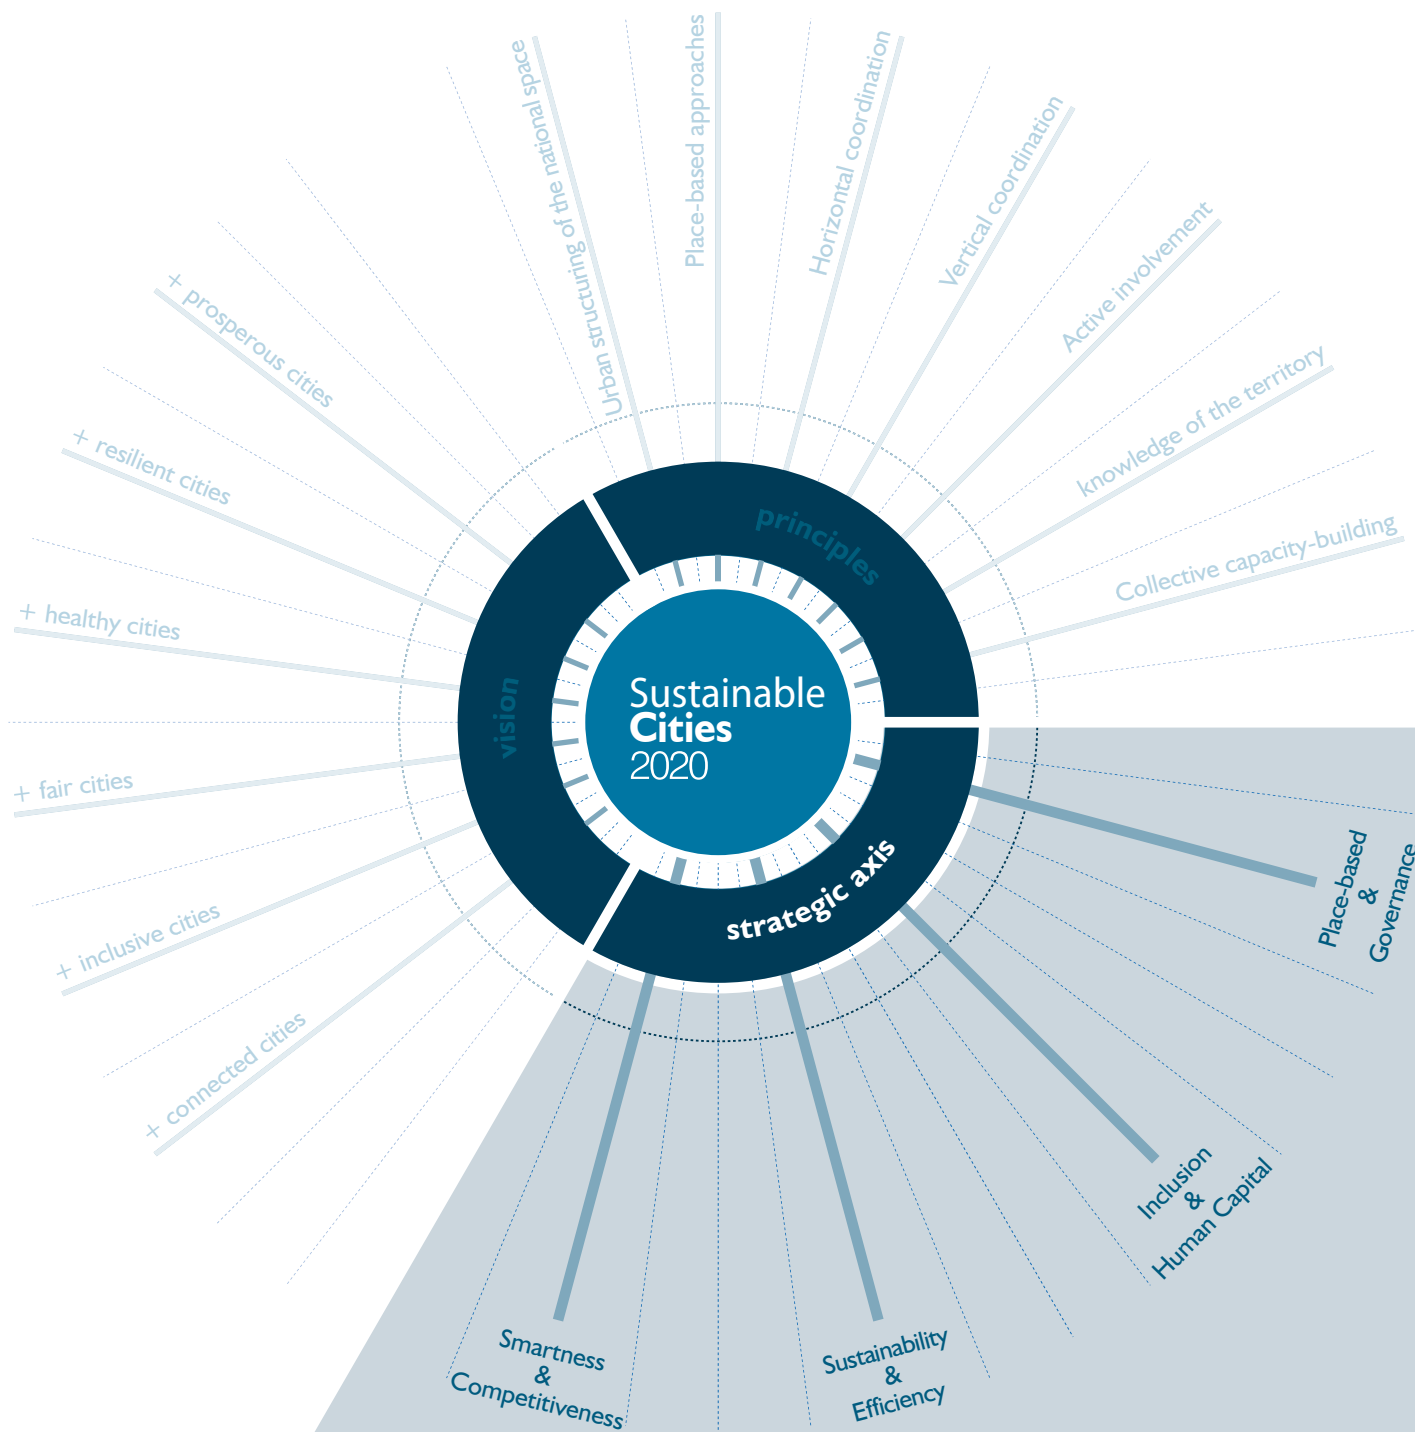 Sustainable
Cities
2020
principles
Urban structuring of the national space
Place-based approaches
Horizontal coordination
Vertical coordination
Active involvement
knowledge of the territory
Collective capacity-building
strategic axis
Place-based
&
Governance
Inclusion
&
Human Capital
Sustainability
&
Efficiency
Smartness
&
Competitiveness
vision
+ prosperous cities
+ resilient cities
+ healthy cities
+ fair cities
+ inclusive cities
+ connected cities